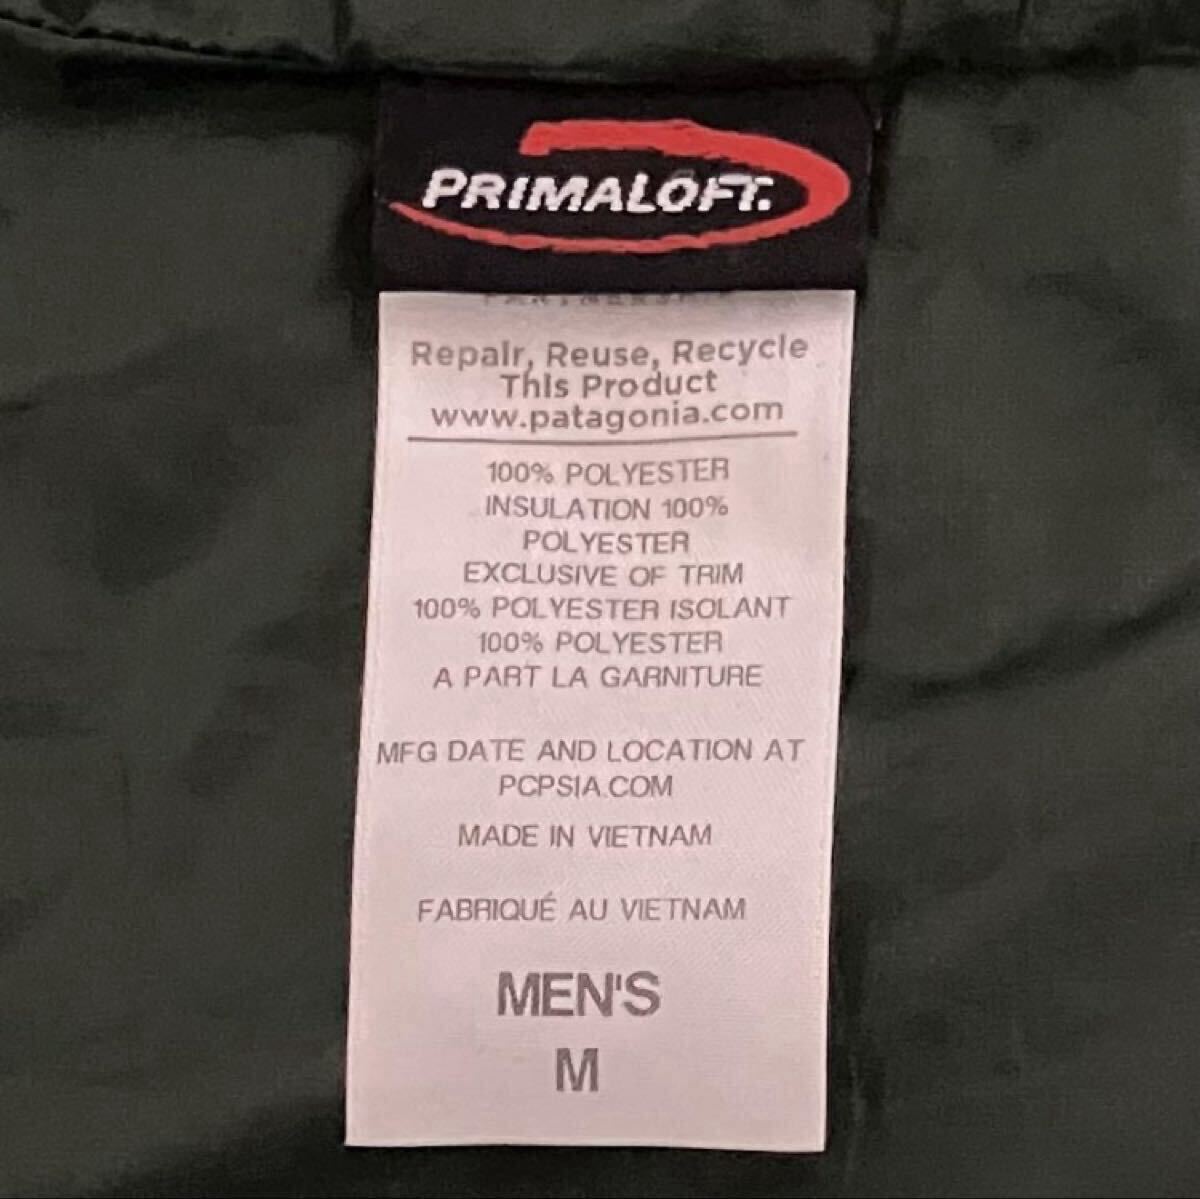 PRIMALOFT.
Repair, Reuse, Recycle
This Product
www.patagonia.com
100% POLYESTER
INSULATION 100%
POLYESTER
EXCLUSIVE OF TRIM
100% POLYESTER ISOLANT
100% POLYESTER
A PART LA GARNITURE
MFG DATE AND LOCATION AT
PCPSIA.COM
MADE IN VIETNAM
FABRIQUÉ AU VIETNAM
MEN'S
M